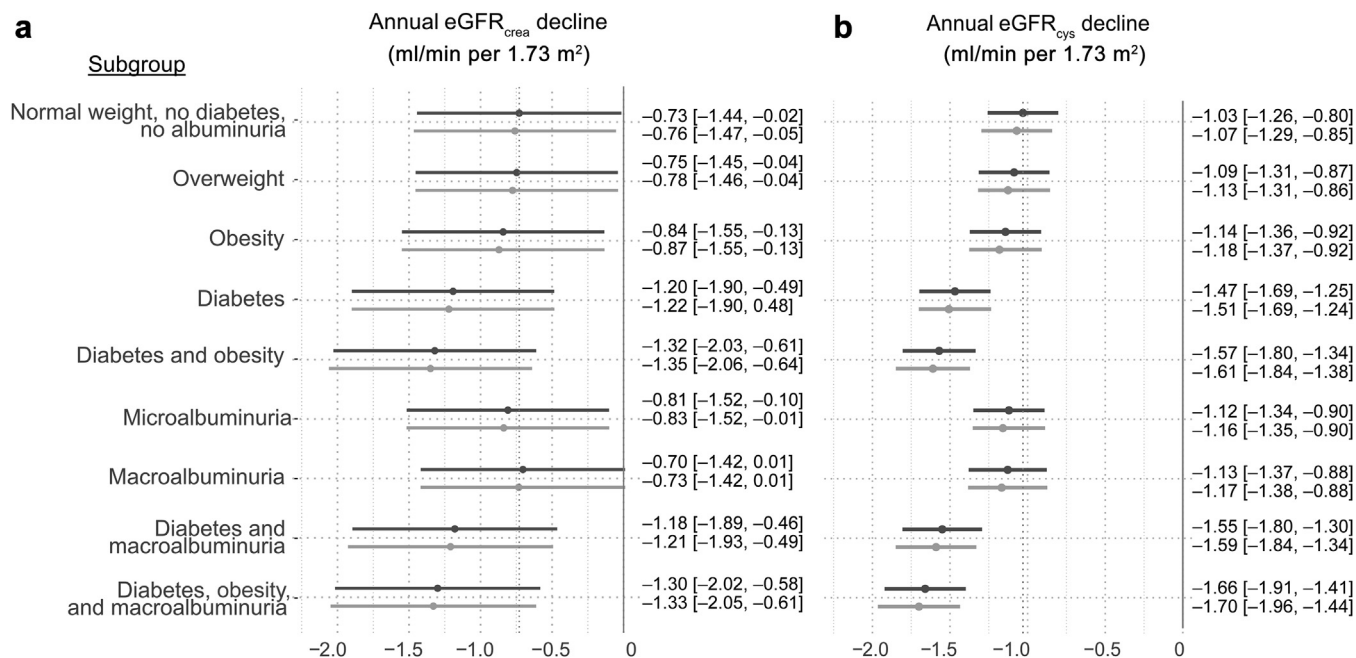 a
Annual eGFRcrea decline
(ml/min per 1.73 m²)
b
Annual eGFRcys decline
(ml/min per 1.73 m²)
Subgroup
Normal weight, no diabetes,
no albuminuria
–0.73 [–1.44, –0.02]
–0.76 [–1.47, –0.05]
–1.03 [–1.26, –0.80]
–1.07 [–1.29, –0.85]
Overweight
–0.75 [–1.45, –0.04]
–0.78 [–1.46, –0.04]
–1.09 [–1.31, –0.87]
–1.13 [–1.31, –0.86]
Obesity
–0.84 [–1.55, –0.13]
–0.87 [–1.55, –0.13]
–1.14 [–1.36, –0.92]
–1.18 [–1.37, –0.92]
Diabetes
–1.20 [–1.90, –0.49]
–1.22 [–1.90, 0.48]
–1.47 [–1.69, –1.25]
–1.51 [–1.69, –1.24]
Diabetes and obesity
–1.32 [–2.03, –0.61]
–1.35 [–2.06, –0.64]
–1.57 [–1.80, –1.34]
–1.61 [–1.84, –1.38]
Microalbuminuria
–0.81 [–1.52, –0.10]
–0.83 [–1.52, –0.01]
–1.12 [–1.34, –0.90]
–1.16 [–1.35, –0.90]
Macroalbuminuria
–0.70 [–1.42, 0.01]
–0.73 [–1.42, 0.01]
–1.13 [–1.37, –0.88]
–1.17 [–1.38, –0.88]
Diabetes and
macroalbuminuria
–1.18 [–1.89, –0.46]
–1.21 [–1.93, –0.49]
–1.55 [–1.80, –1.30]
–1.59 [–1.84, –1.34]
Diabetes, obesity,
and macroalbuminuria
–1.30 [–2.02, –0.58]
–1.33 [–2.05, –0.61]
–1.66 [–1.91, –1.41]
–1.70 [–1.96, –1.44]
–2.0 –1.5 –1.0 –0.5 0
–2.0 –1.5 –1.0 –0.5 0